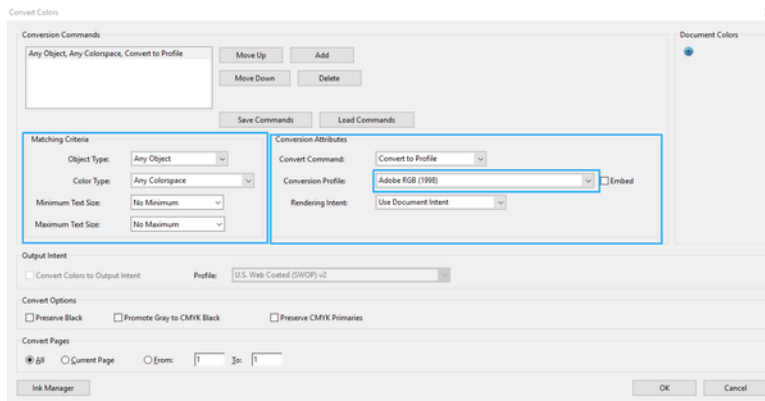 Convert Colors
Conversion Commands
Document Colors
Any Object, Any Colorspace, Convert to Profile
Move Up
Add
Move Down
Delete
Save Commands
Load Commands
Matching Criteria
Conversion Attributes
Object Type: Any Object
Convert Command: Convert to Profile
Color Type: Any Colorspace
Conversion Profile: Adobe RGB (1998)
Embed
Minimum Text Size: No Minimum
Rendering Intent: Use Document Intent
Maximum Text Size: No Maximum
Output Intent
Convert Colors to Output Intent
Profile: U.S. Web Coated (SWOP) v2
Convert Options
Preserve Black
Promote Gray to CMYK Black
Preserve CMYK Primaries
Convert Pages
All
Current Page
From: 1
To: 1
Ink Manager
OK
Cancel